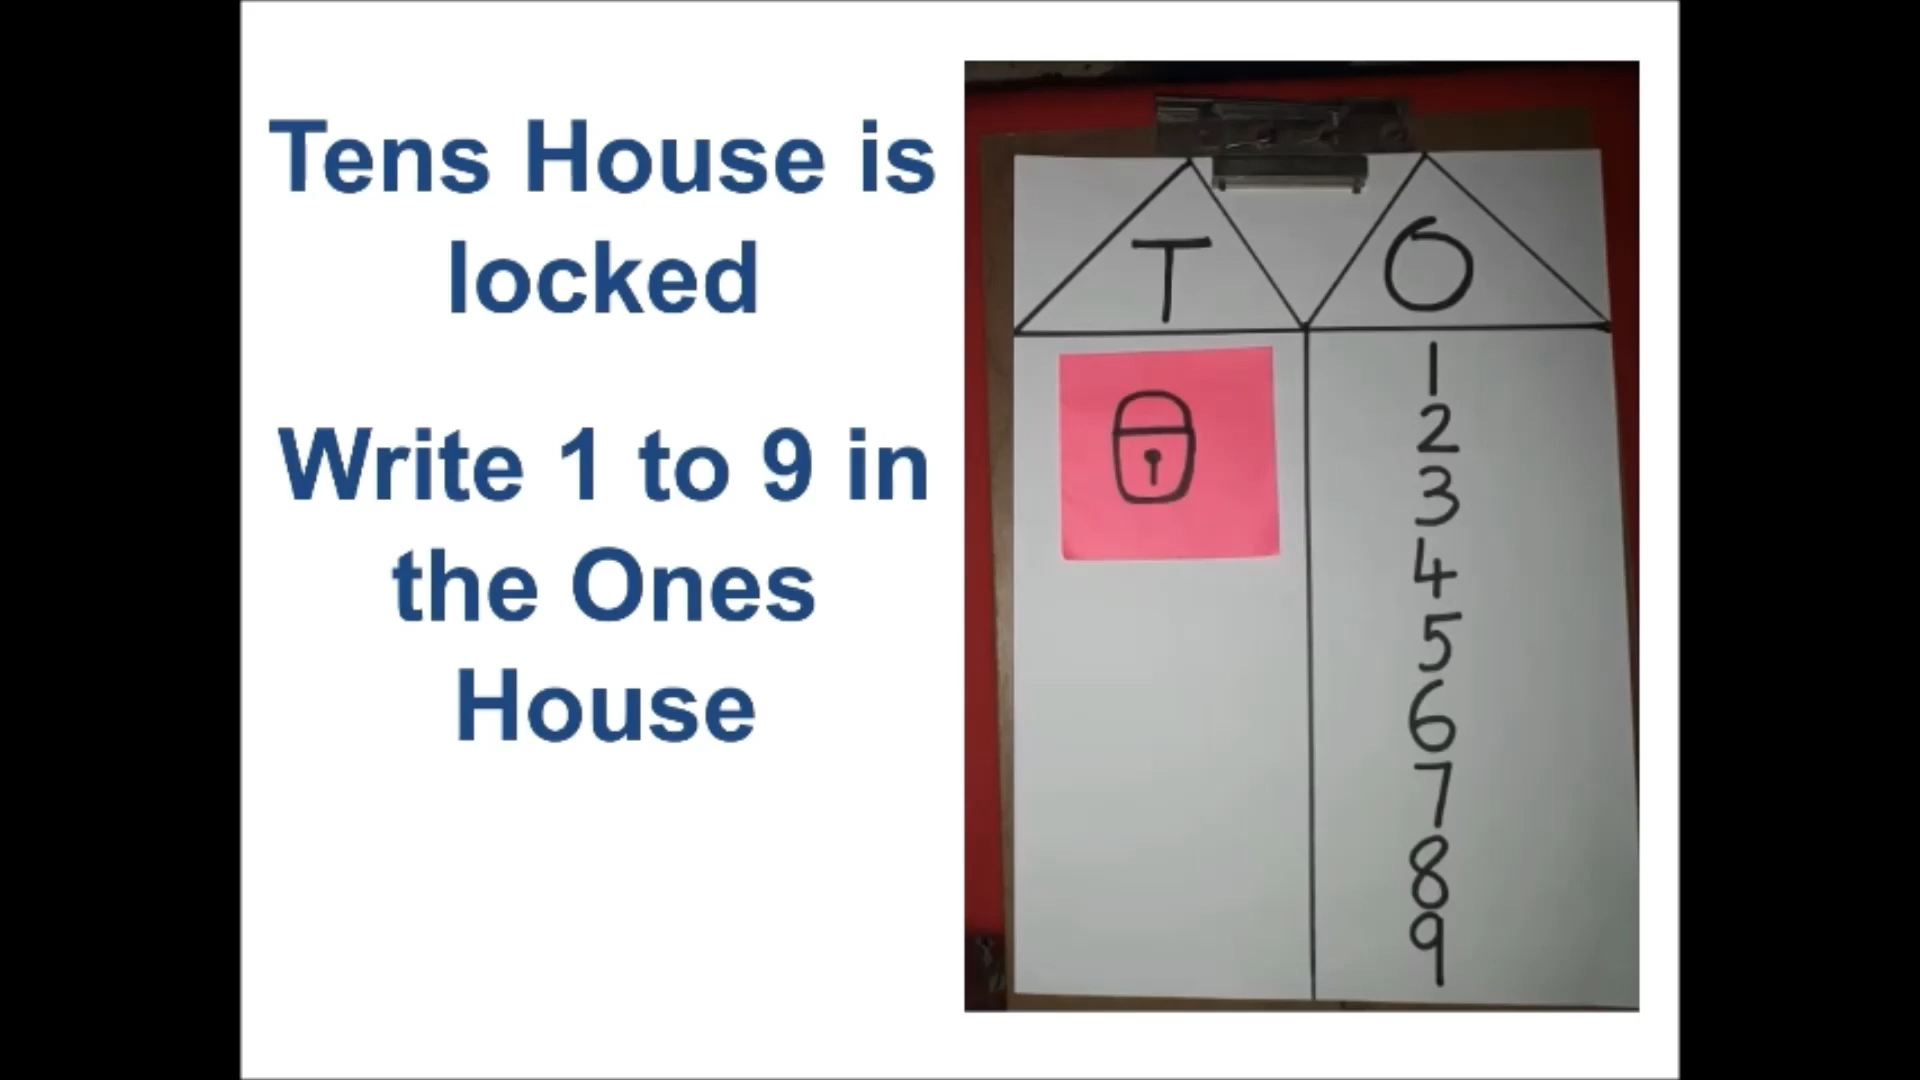 Tens House is
locked
Write 1 to 9 in
the Ones
House
T O
1
2
3
4
5
6
7
8
9